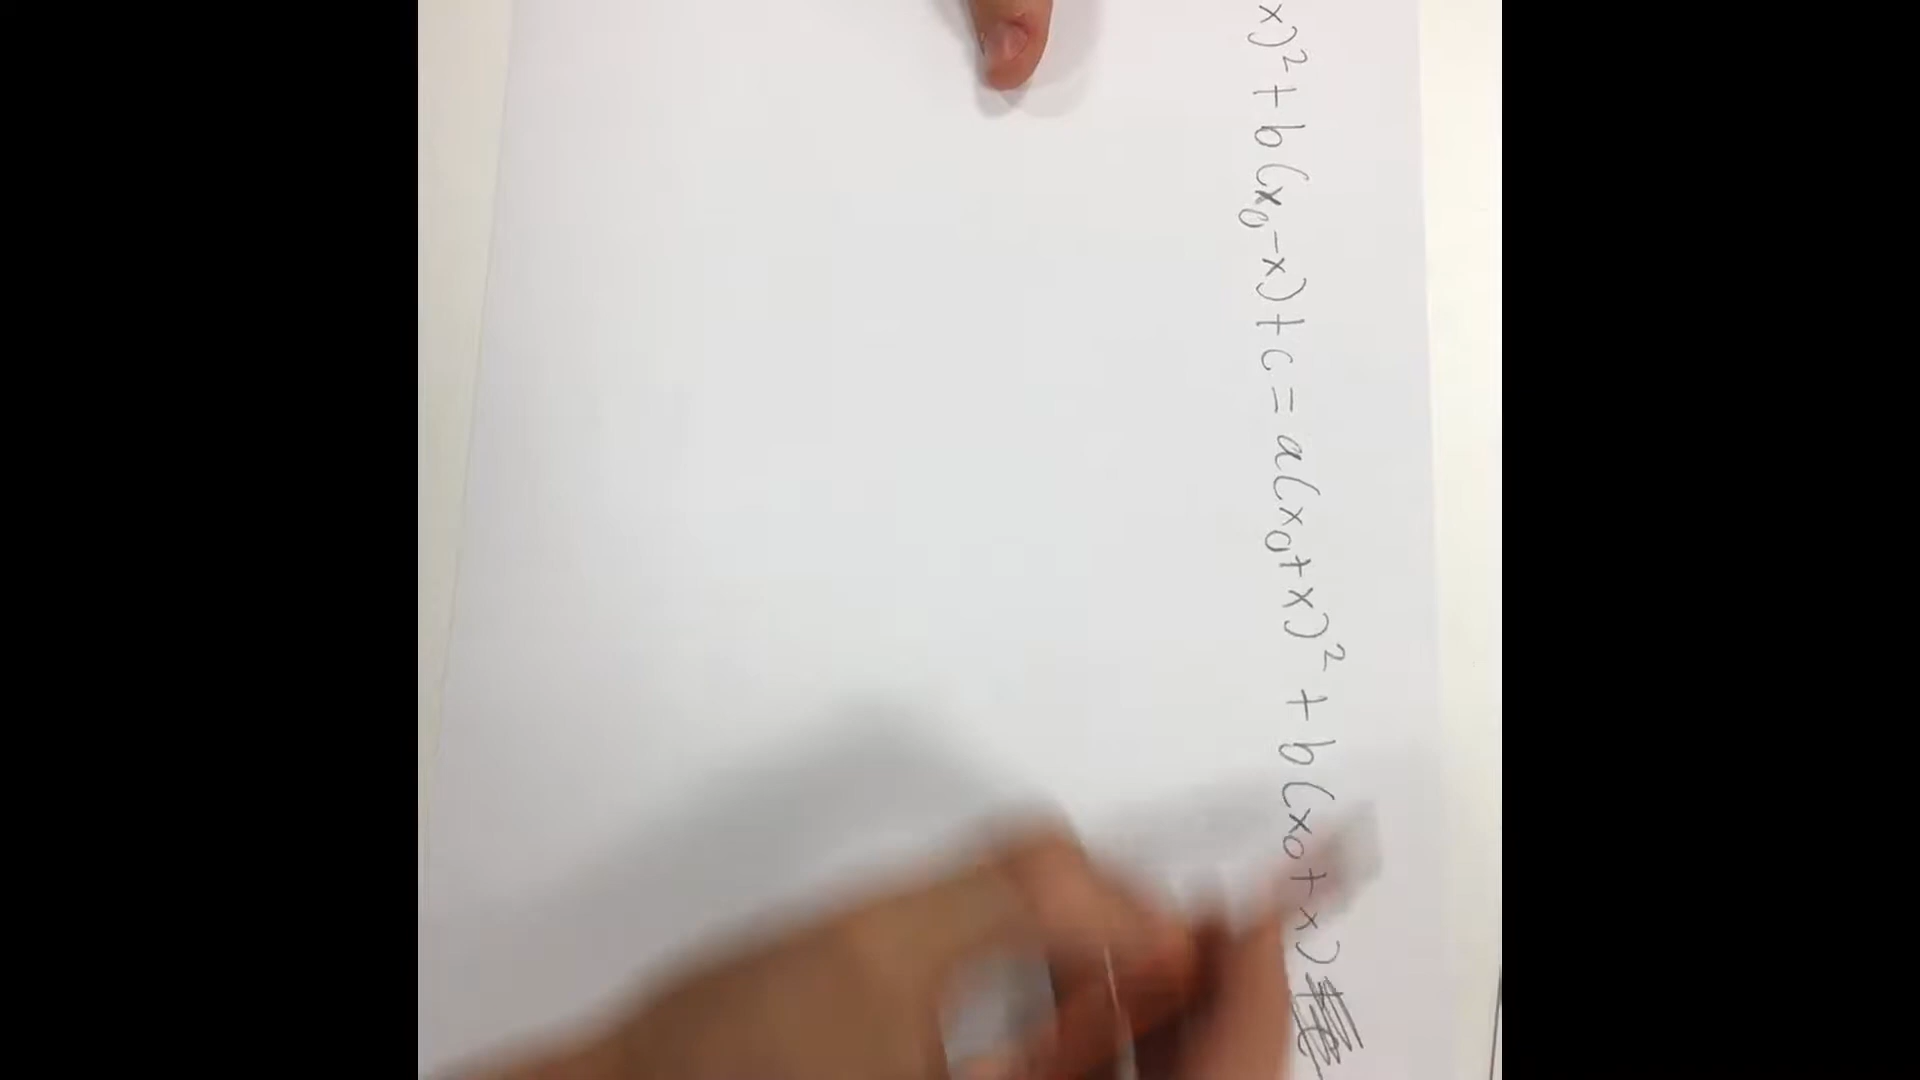 x)² + b(x₀-x)+c = a(x₀+x)² + b(x₀+x)